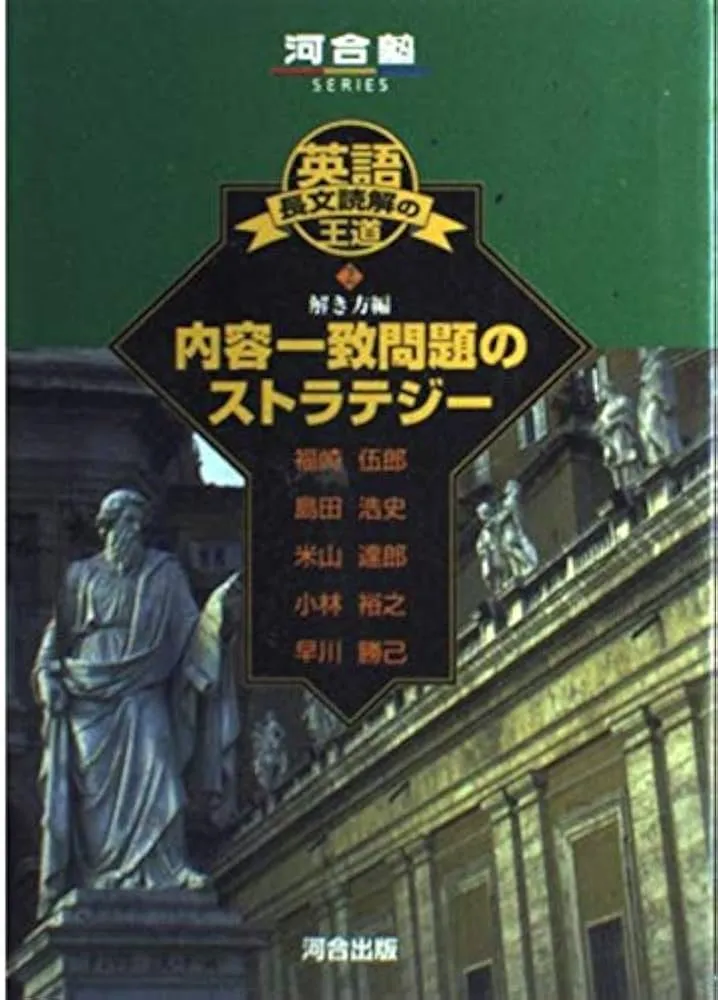 河合塾
SERIES
英語
長文読解の
王道
2
解き方編
内容一致問題の
ストラテジー
福崎 伍郎
島田 浩史
米山 達郎
小林 裕之
早川 勝己
河合出版